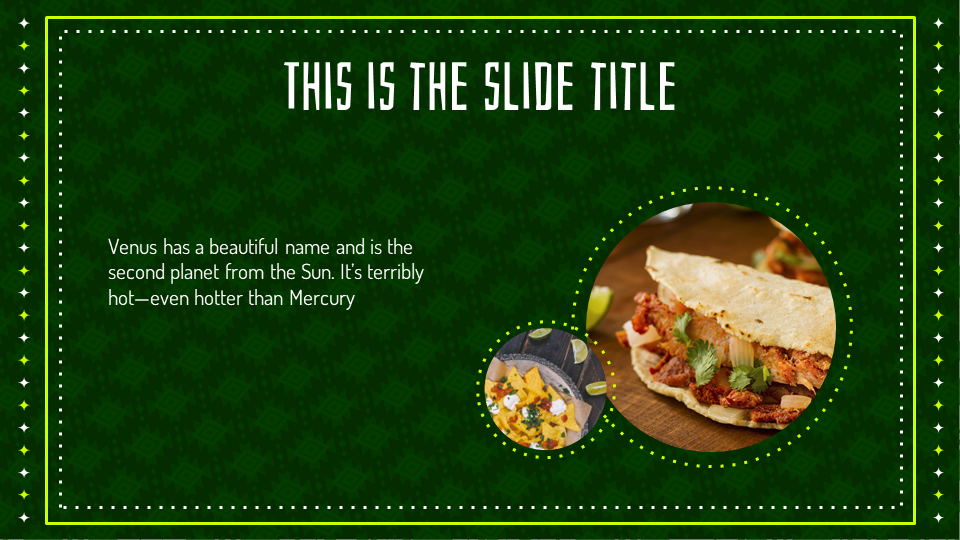 THIS IS THE SLIDE TITLE
Venus has a beautiful name and is the
second planet from the Sun. It's terribly
hot—even hotter than Mercury